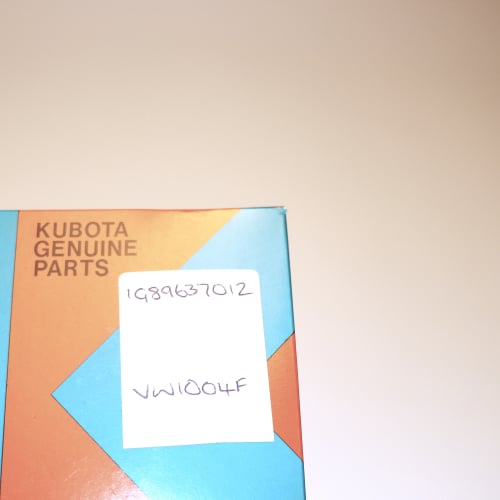 KUBOTA
GENUINE
PARTS
1G89637012
VW1004F